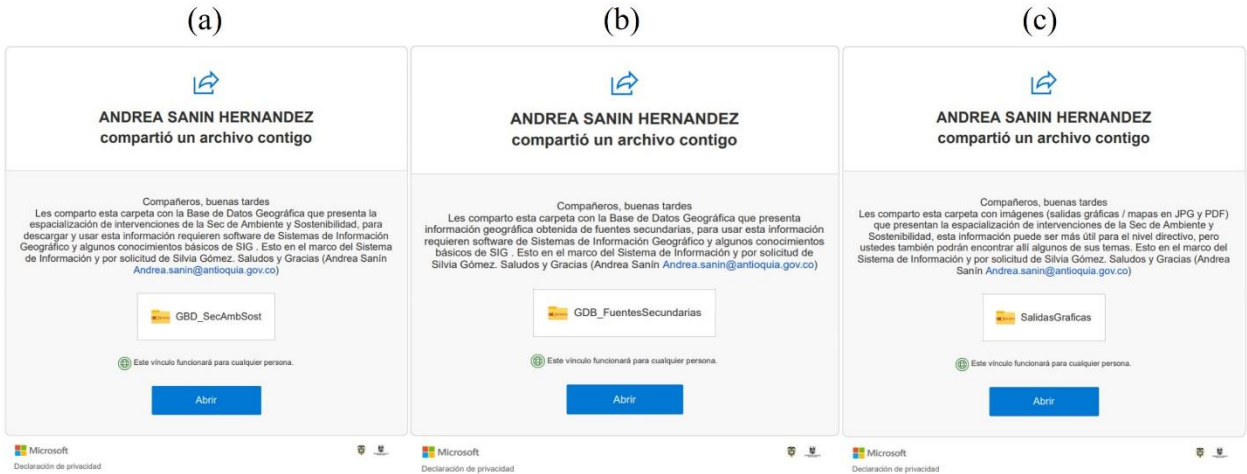 (a)
ANDREA SANIN HERNANDEZ
compartió un archivo contigo
Compañeros, buenas tardes
Les comparto esta carpeta con la Base de Datos Geográfica que presenta la
espacialización de intervenciones de la Sec de Ambiente y Sostenibilidad, para
descargar y usar esta información requieren software de Sistemas de Información
Geográfico y algunos conocimientos básicos de SIG . Esto en el marco del Sistema
de Información y por solicitud de Silvia Gómez. Saludos y Gracias (Andrea Sanín
Andrea.sanin@antioquia.gov.co)
GBD_SecAmbSost
Este vínculo funcionará para cualquier persona.
Abrir
Microsoft
Declaración de privacidad
(b)
ANDREA SANIN HERNANDEZ
compartió un archivo contigo
Compañeros, buenas tardes
Les comparto esta carpeta con la Base de Datos Geográfica que presenta
información geográfica obtenida de fuentes secundarias, para usar esta información
requieren software de Sistemas de Información Geográfico y algunos conocimientos
básicos de SIG . Esto en el marco del Sistema de Información y por solicitud de
Silvia Gómez. Saludos y Gracias (Andrea Sanín Andrea.sanin@antioquia.gov.co)
GDB_FuentesSecundarias
Este vínculo funcionará para cualquier persona.
Abrir
Microsoft
Declaración de privacidad
(c)
ANDREA SANIN HERNANDEZ
compartió un archivo contigo
Compañeros, buenas tardes
Les comparto esta carpeta con imágenes (salidas gráficas / mapas en JPG y PDF)
que presentan la espacialización de intervenciones de la Sec de Ambiente y
Sostenibilidad, esta información puede ser más útil para el nivel directivo, pero
ustedes también podrán encontrar allí algunos de sus temas. Esto en el marco del
Sistema de Información y por solicitud de Silvia Gómez. Saludos y Gracias (Andrea
Sanín Andrea.sanin@antioquia.gov.co)
SalidasGraficas
Este vínculo funcionará para cualquier persona.
Abrir
Microsoft
Declaración de privacidad